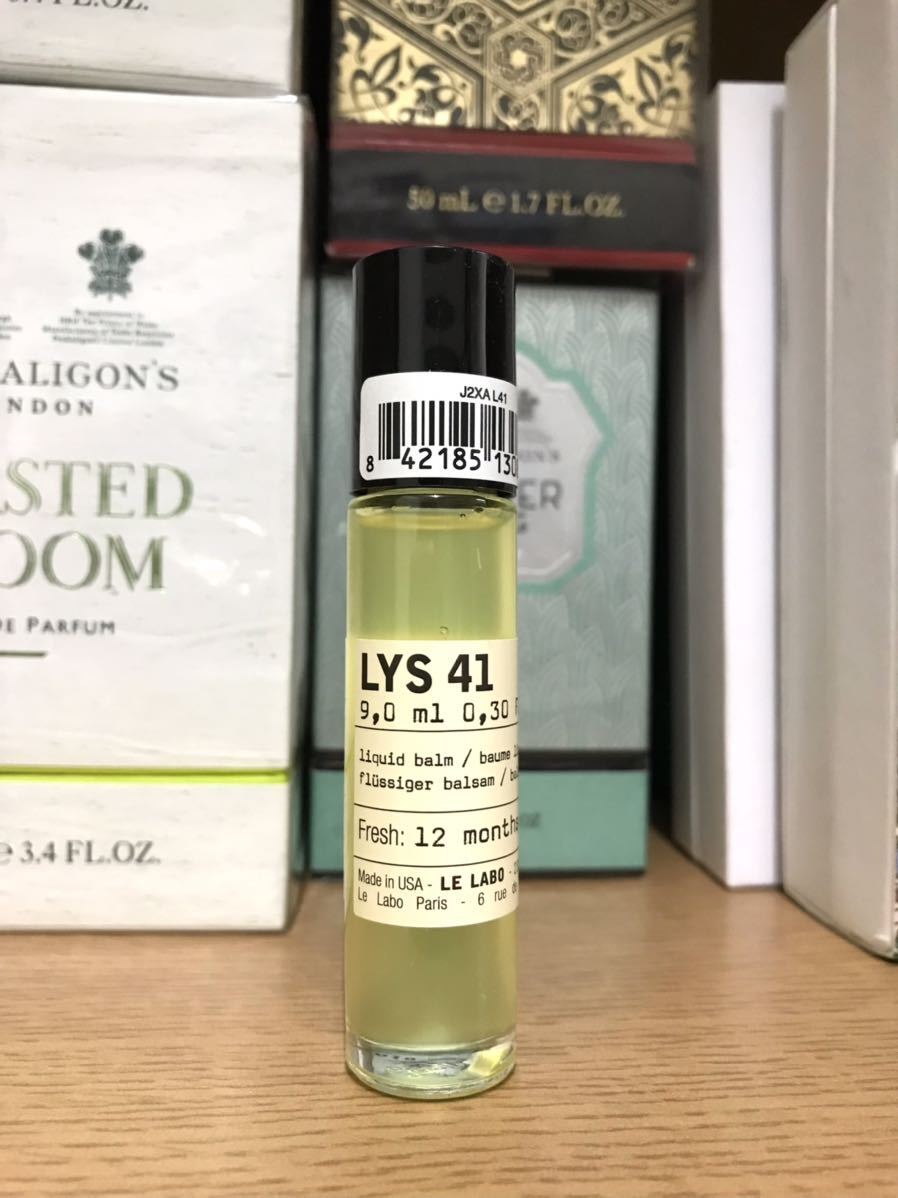 50 mL e 1.7 FL.OZ.
ALIGON'S
NDON
ASTED
OOM
DE PARFUM
e 3.4 FL.OZ.
J2XA L41
8 42185 130
LYS 41
9,0 ml 0,30
liquid balm / baume
flüssiger balsam /
Fresh: 12 months
Made in USA - LE LABO -
Le Labo Paris - 6 rue